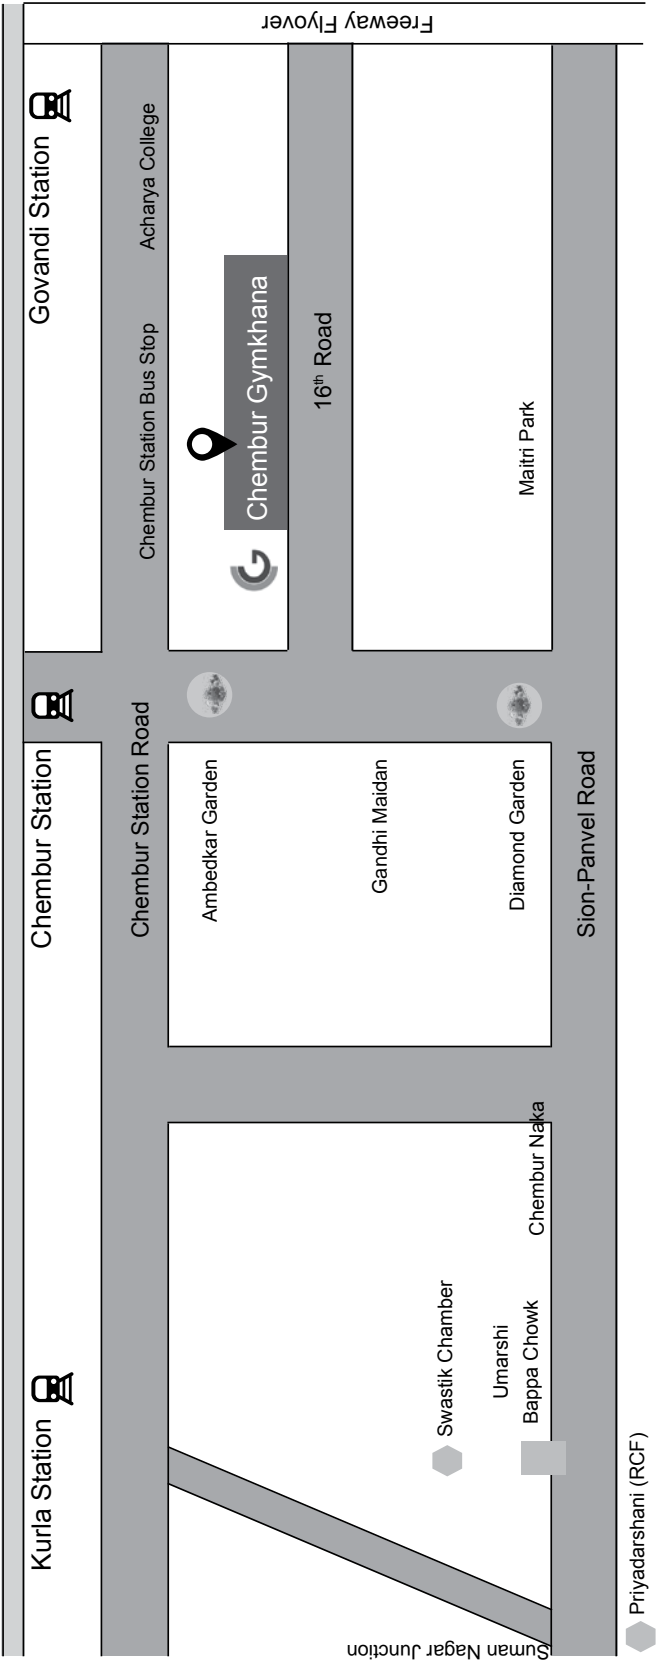 Kurla Station
Chembur Station
Govandi Station
Chembur Station Road
Chembur Station Bus Stop
Acharya College
Freeway Flyover
Ambedkar Garden
G Chembur Gymkhana
16th Road
Gandhi Maidan
Swastik Chamber
Umarshi
Bappa Chowk
Chembur Naka
Diamond Garden
Maitri Park
Suman Nagar Junction
Sion-Panvel Road
Priyadarshani (RCF)